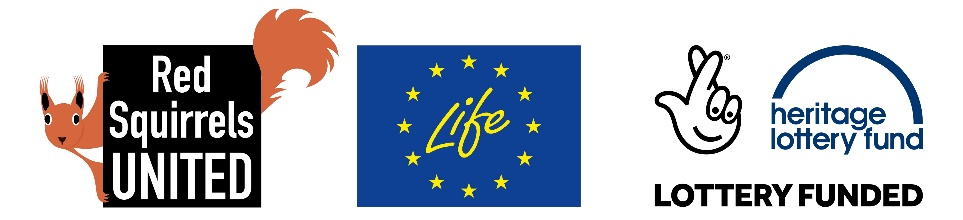 Red
Squirrels
UNITED
Life
heritage
lottery fund
LOTTERY FUNDED